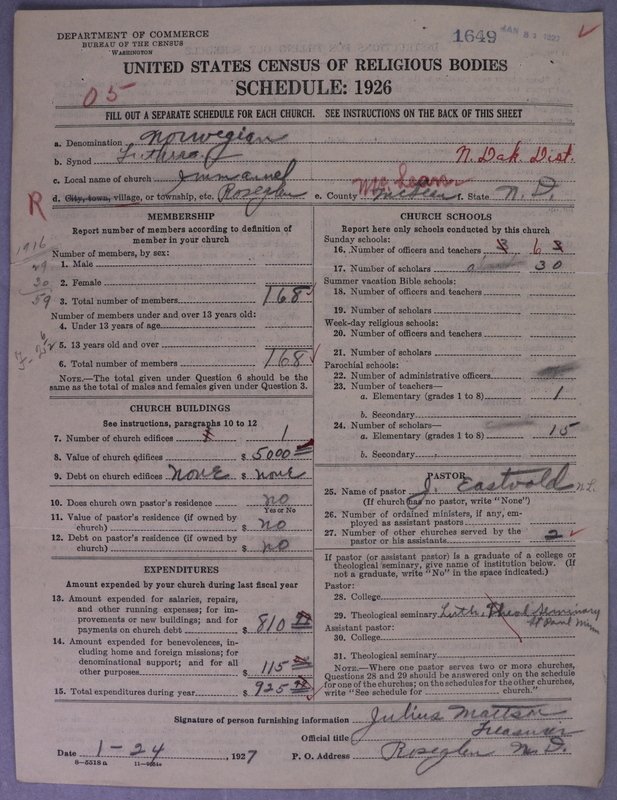 DEPARTMENT OF COMMERCE
BUREAU OF THE CENSUS
WASHINGTON
1649
JAN 31 1927
UNITED STATES CENSUS OF RELIGIOUS BODIES
SCHEDULE: 1926
05
FILL OUT A SEPARATE SCHEDULE FOR EACH CHURCH. SEE INSTRUCTIONS ON THE BACK OF THIS SHEET
a. Denomination Norwegian
b. Synod Lutheran N. Dak. Dist.
c. Local name of church Immanuel
R
d. City, town, village, or township, etc. Roseglen e. County McLean f. State N. D.
McLean
MEMBERSHIP
Report number of members according to definition of
member in your church
1916
29
30
59
Number of members, by sex:
1. Male
2. Female
3. Total number of members 168
Number of members under and over 13 years old:
4. Under 13 years of age
5. 13 years old and over
6. Total number of members 168
NOTE.—The total given under Question 6 should be the
same as the total of males and females given under Question 3.
CHURCH BUILDINGS
See instructions, paragraphs 10 to 12
7. Number of church edifices 1
8. Value of church edifices $ 5000
9. Debt on church edifices NONE $ NONE
10. Does church own pastor's residence no
Yes or No
11. Value of pastor's residence (if owned by
church) $ no
12. Debt on pastor's residence (if owned by
church) $ no
EXPENDITURES
Amount expended by your church during last fiscal year
13. Amount expended for salaries, repairs,
and other running expenses; for im-
provements or new buildings; and for
payments on church debt $ 810
14. Amount expended for benevolences, in-
cluding home and foreign missions; for
denominational support; and for all
other purposes $ 115
15. Total expenditures during year $ 925
CHURCH SCHOOLS
Report here only schools conducted by this church
Sunday schools:
16. Number of officers and teachers 3 6 3
17. Number of scholars 30
Summer vacation Bible schools:
18. Number of officers and teachers
19. Number of scholars
Week-day religious schools:
20. Number of officers and teachers
21. Number of scholars
Parochial schools:
22. Number of administrative officers
23. Number of teachers—
a. Elementary (grades 1 to 8) 1
b. Secondary
24. Number of scholars—
a. Elementary (grades 1 to 8) 15
b. Secondary
PASTOR
25. Name of pastor J. Eastvold N.L.
(If church has no pastor, write "None")
26. Number of ordained ministers, if any, em-
ployed as assistant pastors
27. Number of other churches served by the
pastor or his assistants 2
If pastor (or assistant pastor) is a graduate of a college or
theological seminary, give name of institution below. (If
not a graduate, write "No" in the space indicated.)
Pastor:
28. College
29. Theological seminary Luth. Theol Seminary
St Paul Minn
Assistant pastor:
30. College
31. Theological seminary
NOTE.—Where one pastor serves two or more churches,
Questions 28 and 29 should be answered only on the schedule
for one of the churches; on the schedules for the other churches,
write "See schedule for church."
Signature of person furnishing information Julius Mattson
Official title Treasurer
Date 1-24, 1927 P. O. Address Roseglen N. D.
8—5518 a